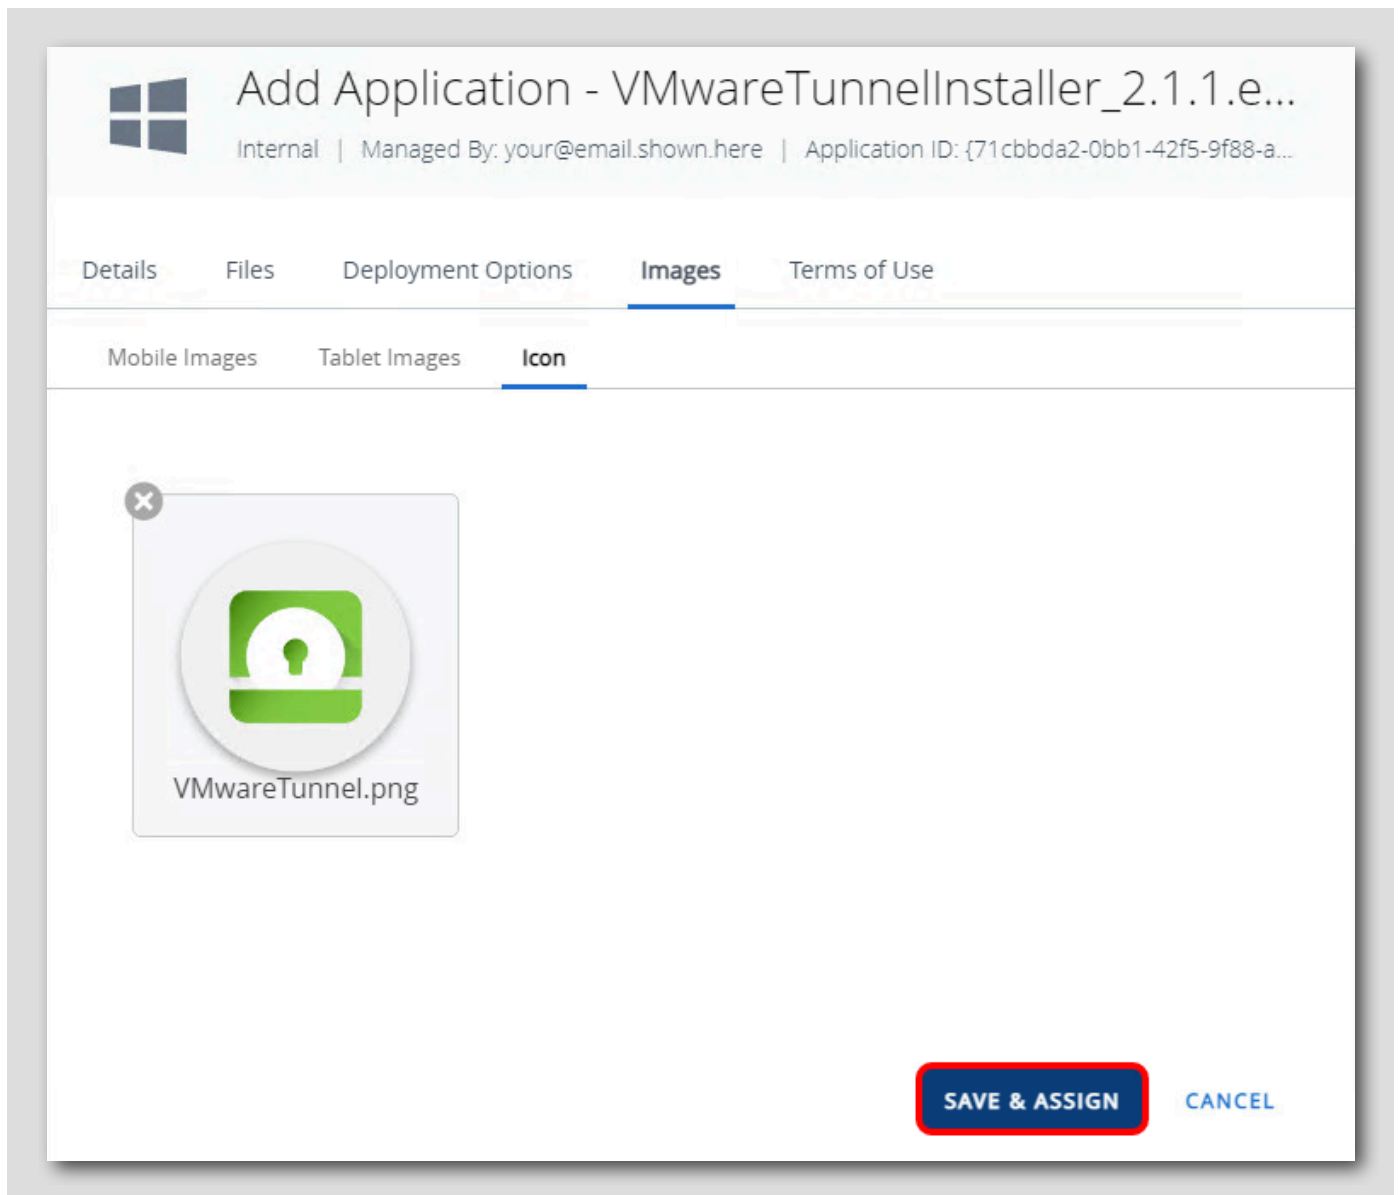 Add Application - VMwareTunnelInstaller_2.1.1.e...
Internal | Managed By: your@email.shown.here | Application ID: {71cbbda2-0bb1-42f5-9f88-a...
Details Files Deployment Options Images Terms of Use
Mobile Images Tablet Images Icon
VMwareTunnel.png
SAVE & ASSIGN CANCEL